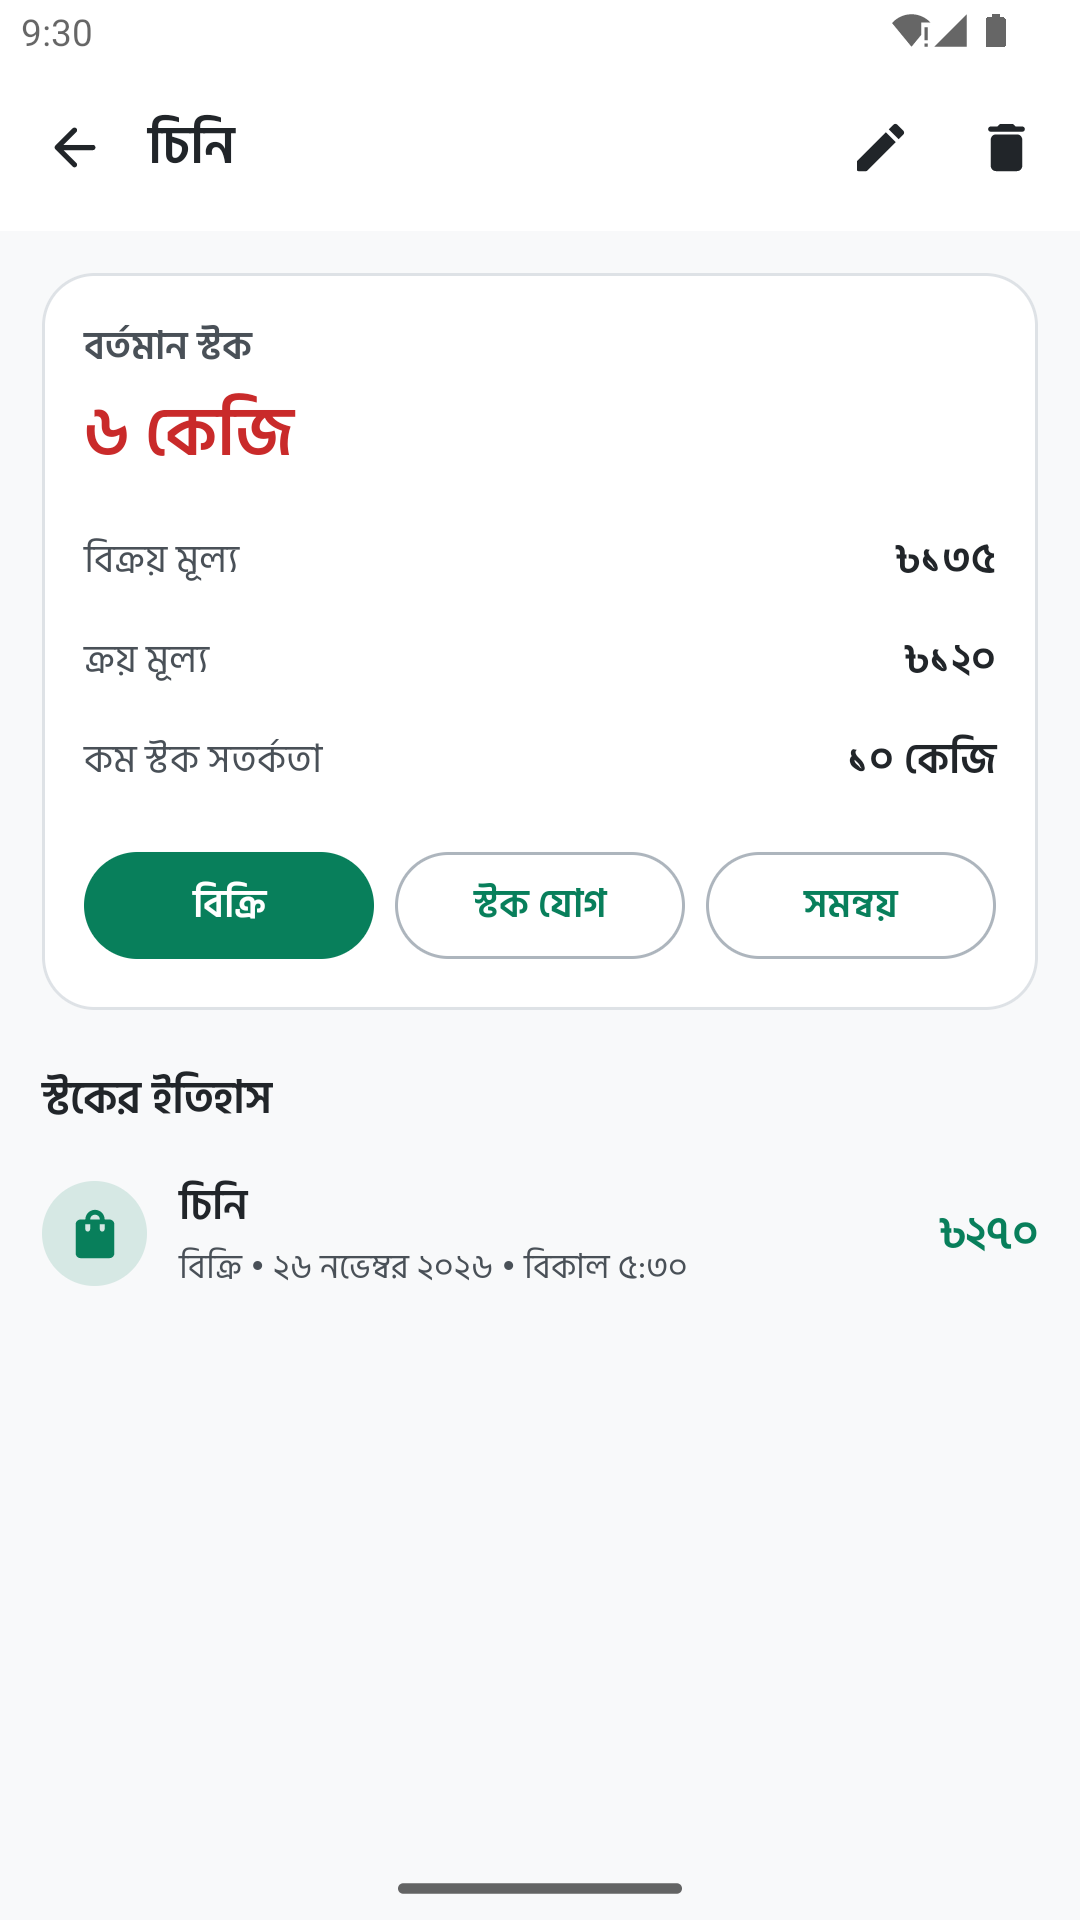 9:30
চিনি
বর্তমান স্টক
৬ কেজি
বিক্রয় মূল্য ৳১৩৫
ক্রয় মূল্য ৳১২০
কম স্টক সতর্কতা ১০ কেজি
বিক্রি স্টক যোগ সমন্বয়
স্টকের ইতিহাস
চিনি
বিক্রি • ২৬ নভেম্বর ২০২৬ • বিকাল ৫:৩০
৳২৭০